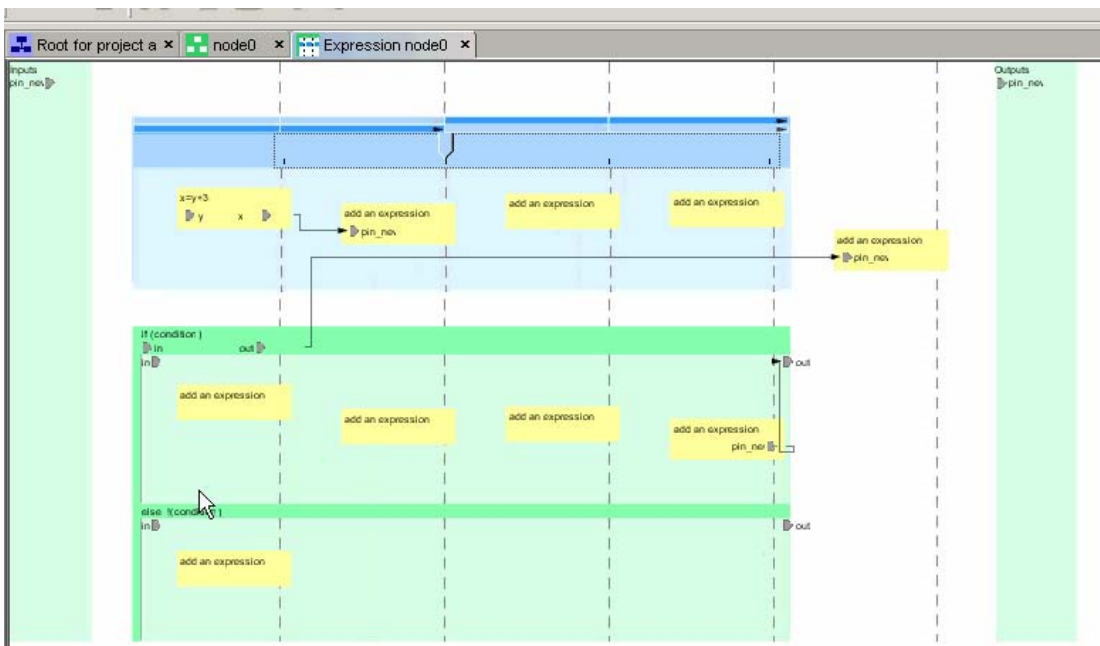 Root for project a
node0
Expression node0
Inputs
pin_nev
Outputs
pin_nev
x=y+3
y x
add an expression
pin_nev
add an expression
add an expression
add an expression
pin_nev
if (condition )
in out
in
out
add an expression
add an expression
add an expression
add an expression
pin_nev
in
out
add an expression